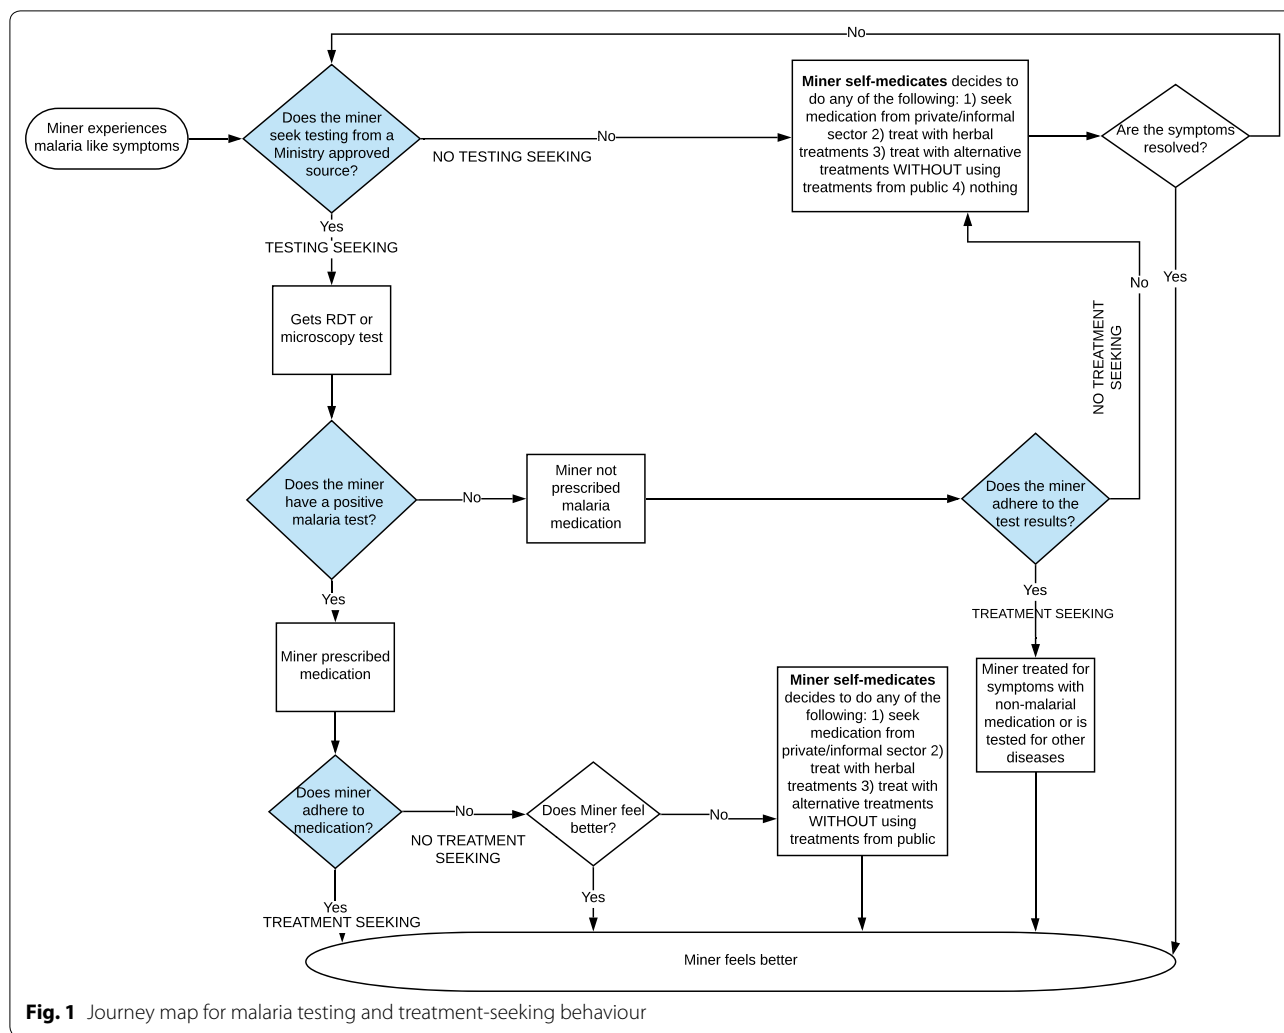 No
Miner experiences
malaria like symptoms
Does the miner
seek testing from a
Ministry approved
source?
No
NO TESTING SEEKING
Miner self-medicates decides to
do any of the following: 1) seek
medication from private/informal
sector 2) treat with herbal
treatments 3) treat with alternative
treatments WITHOUT using
treatments from public 4) nothing
Are the symptoms
resolved?
Yes
TESTING SEEKING
Yes
No
Gets RDT or
microscopy test
NO TREATMENT
SEEKING
Does the miner
have a positive
malaria test?
No
Miner not
prescribed
malaria
medication
Does the miner
adhere to the
test results?
Yes
Yes
TREATMENT SEEKING
Miner prescribed
medication
Miner self-medicates
decides to do any of the
following: 1) seek
medication from
private/informal sector 2)
treat with herbal
treatments 3) treat with
alternative treatments
WITHOUT using
treatments from public
Miner treated for
symptoms with
non-malarial
medication or is
tested for other
diseases
Does miner
adhere to
medication?
No
NO TREATMENT
SEEKING
Does Miner feel
better?
No
Yes
Yes
TREATMENT SEEKING
Miner feels better
Fig. 1 Journey map for malaria testing and treatment-seeking behaviour